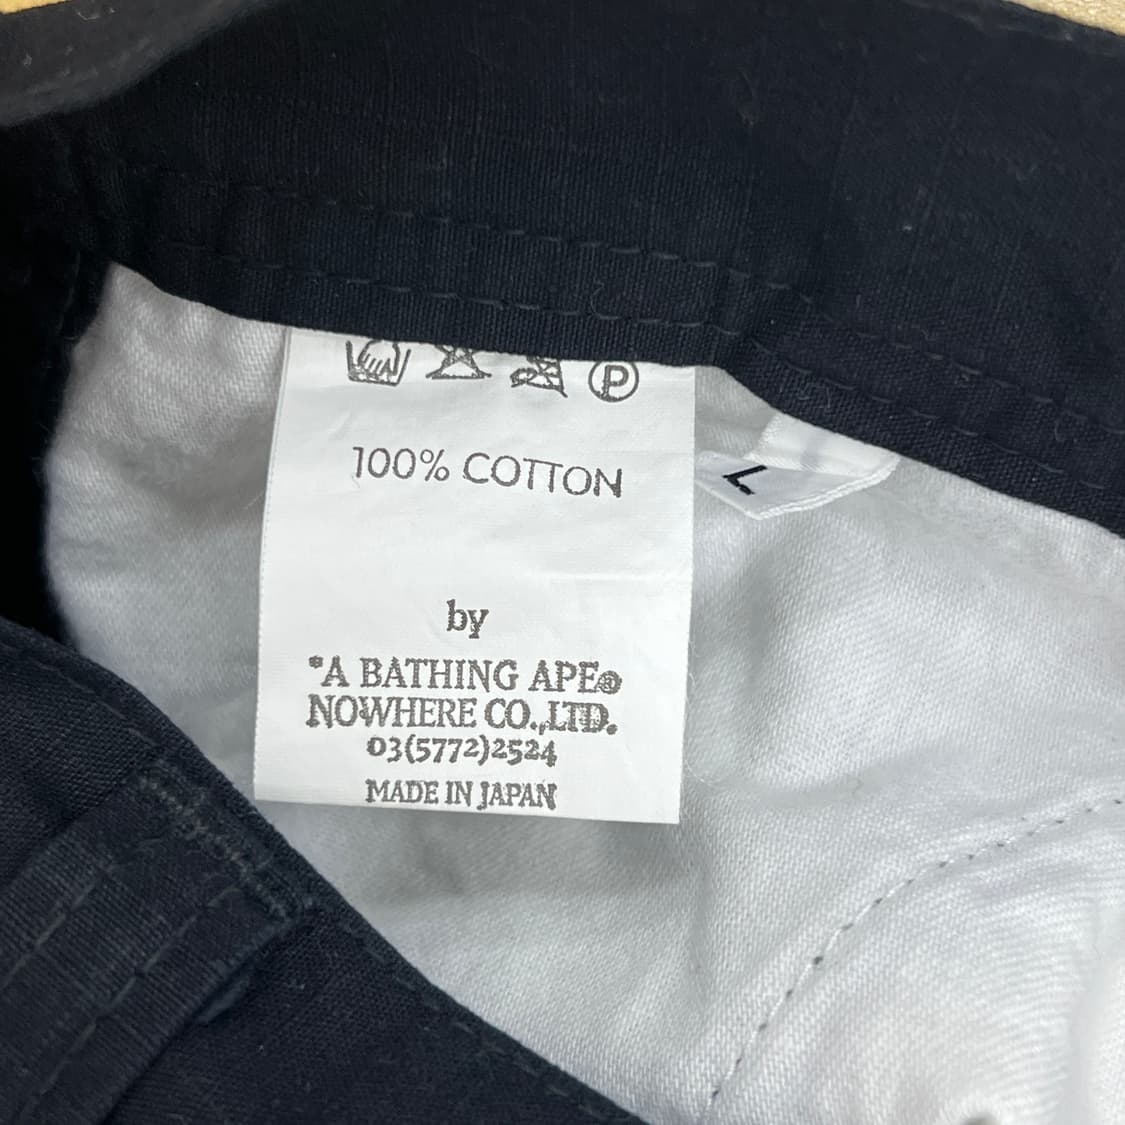 P
100% COTTON
L
by
*A BATHING APE®
NOWHERE CO.,LTD.
03(5772)2524
MADE IN JAPAN